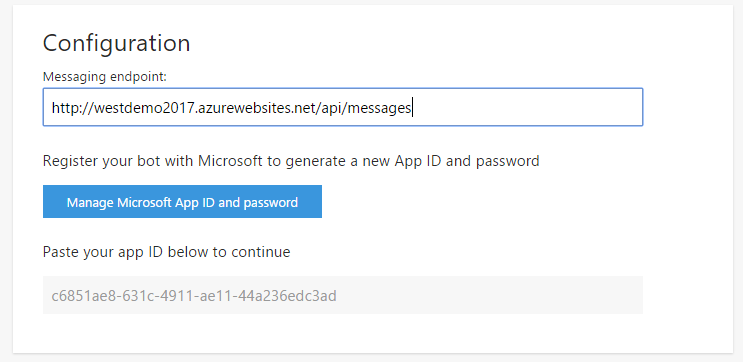 Configuration
Messaging endpoint:
http://westdemo2017.azurewebsites.net/api/messages
Register your bot with Microsoft to generate a new App ID and password
Manage Microsoft App ID and password
Paste your app ID below to continue
c6851ae8-631c-4911-ae11-44a236edc3ad